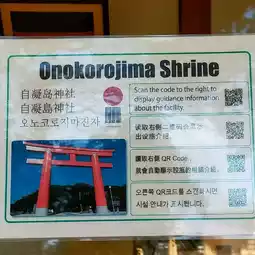 Onokorojima Shrine
自凝島神社
自凝島神社
오노코로지마진자
Scan the code to the right to
display guidance information
about the facility.
读取右侧二维码会显示
出设施介绍。
讀取右側 QR Code,
就會自動顯示設施的相關介紹。
오른쪽 QR코드를 스캔하시면,
시설 안내가 표시됩니다.